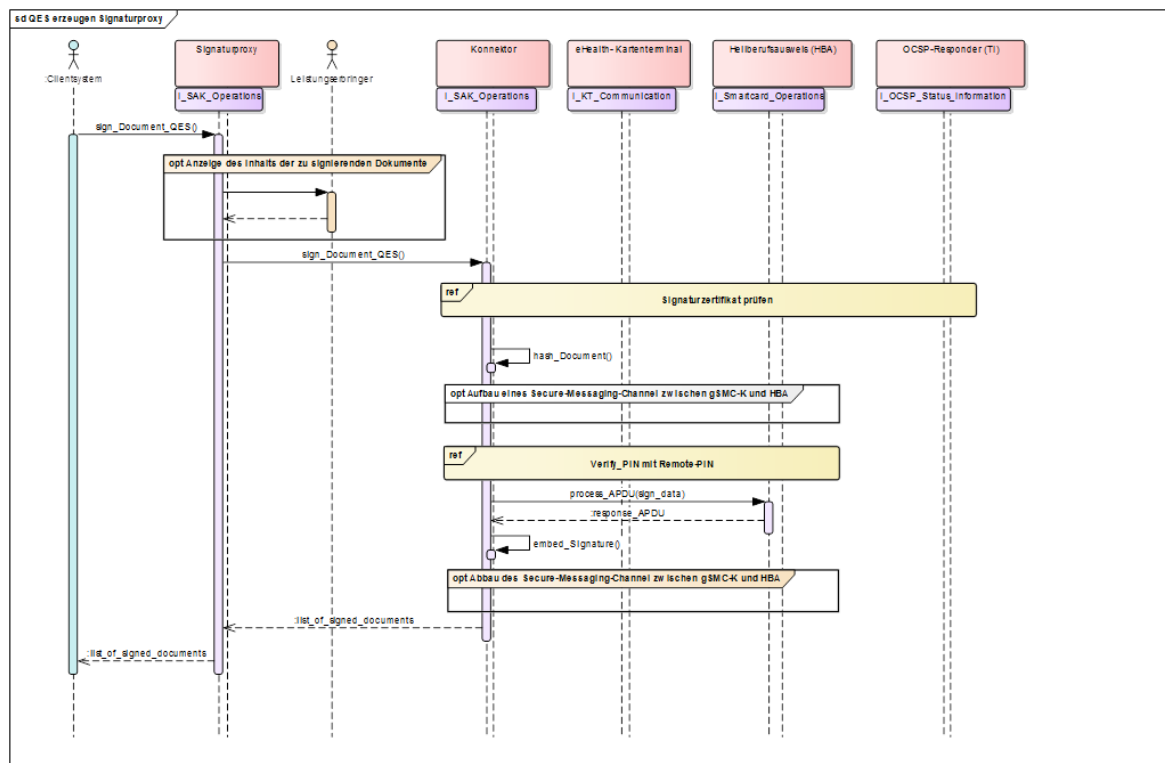 sd QES erzeugen Signaturproxy
:Clientsystem
Signaturproxy
I_SAK_Operations
Leistungserbringer
Konnektor
I_SAK_Operations
eHealth-Kartenterminal
I_KT_Communication
Heilberufsausweis (HBA)
I_Smartcard_Operations
OCSP-Responder (TI)
I_OCSP_Status_Information
sign_Document_QES()
opt Anzeige des Inhalts der zu signierenden Dokumente
sign_Document_QES()
ref
Signaturzertifikat prüfen
hash_Document()
opt Aufbau eines Secure-Messaging-Channel zwischen gSMC-K und HBA
ref
Verify_PIN mit Remote-PIN
process_APDU(sign_data)
:response_APDU
embed_Signature()
opt Abbau des Secure-Messaging-Channel zwischen gSMC-K und HBA
:list_of_signed_documents
:list_of_signed_documents